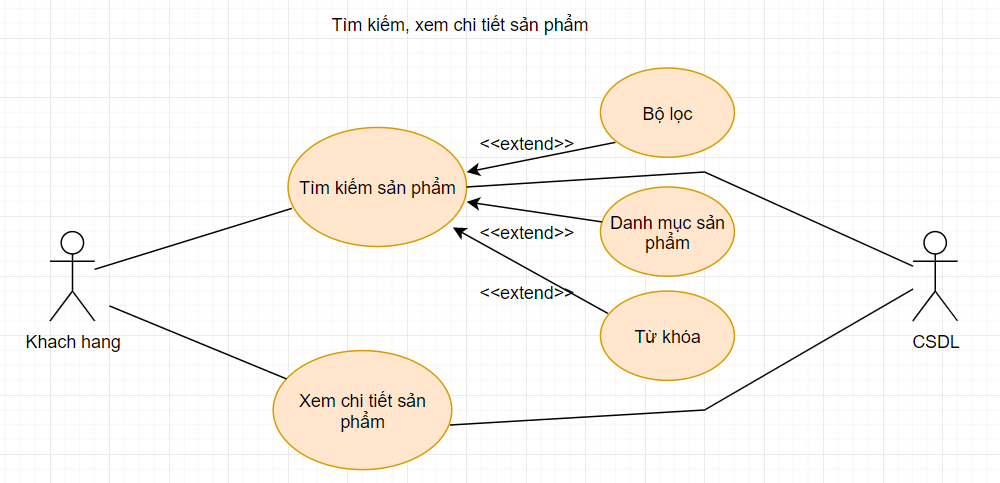 Tìm kiếm, xem chi tiết sản phẩm
Bộ lọc
<<extend>>
Tìm kiếm sản phẩm
Danh mục sản
phẩm
<<extend>>
<<extend>>
Từ khóa
Khach hang
CSDL
Xem chi tiết sản
phẩm